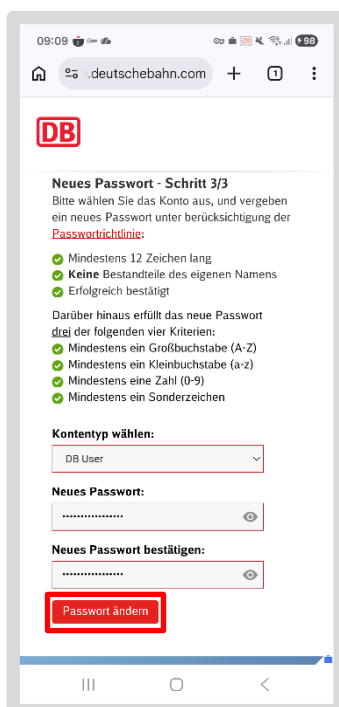 09:09
98
.deutschebahn.com
1
DB
Neues Passwort - Schritt 3/3
Bitte wählen Sie das Konto aus, und vergeben
ein neues Passwort unter berücksichtigung der
Passwortrichtlinie:
Mindestens 12 Zeichen lang
Keine Bestandteile des eigenen Namens
Erfolgreich bestätigt
Darüber hinaus erfüllt das neue Passwort
drei der folgenden vier Kriterien:
Mindestens ein Großbuchstabe (A-Z)
Mindestens ein Kleinbuchstabe (a-z)
Mindestens eine Zahl (0-9)
Mindestens ein Sonderzeichen
Kontentyp wählen:
DB User
Neues Passwort:
Neues Passwort bestätigen:
Passwort ändern